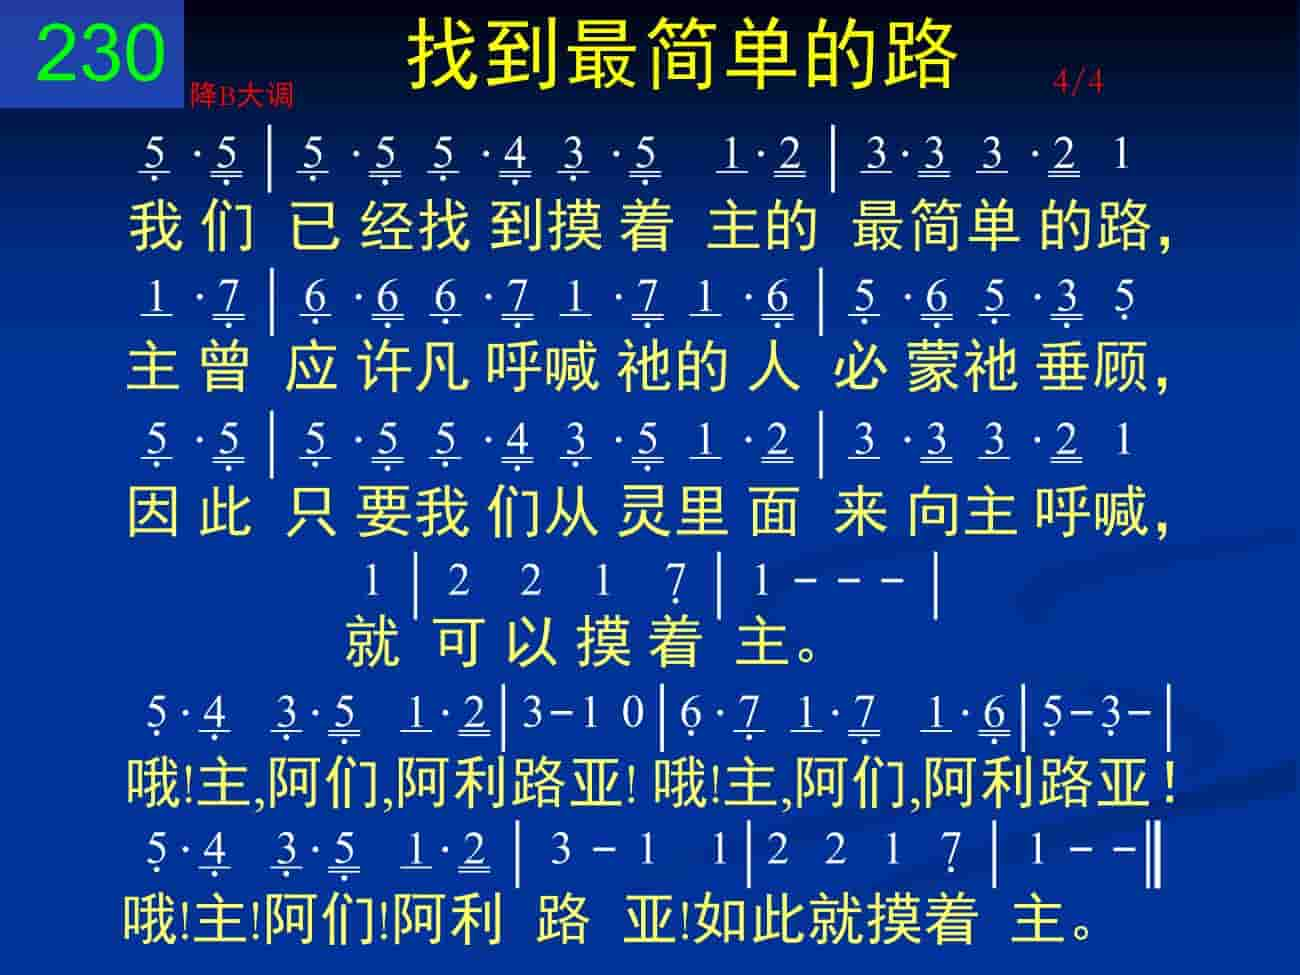 230 找到最简单的路
降B大调 4/4
5 ·5 | 5 ·5 5 ·4 3 ·5 1·2 | 3·3 3 ·2 1
我们 已经找到摸着 主的 最简单的路,
1 ·7 | 6 ·6 6 ·7 1 ·7 1 ·6 | 5 ·6 5 ·3 5
主曾 应许凡呼喊祂的人 必蒙祂垂顾,
5 ·5 | 5 ·5 5 ·4 3 ·5 1 ·2 | 3 ·3 3 ·2 1
因此 只要我们从灵里面 来向主呼喊,
1 | 2 2 1 7 | 1 - - - |
就 可以摸着 主。
5·4 3·5 1·2 | 3-1 0 | 6·7 1·7 1·6 | 5-3- |
哦!主,阿们,阿利路亚! 哦!主,阿们,阿利路亚!
5·4 3·5 1·2 | 3 - 1 1 | 2 2 1 7 | 1 - - ||
哦!主!阿们!阿利 路 亚!如此就摸着 主。